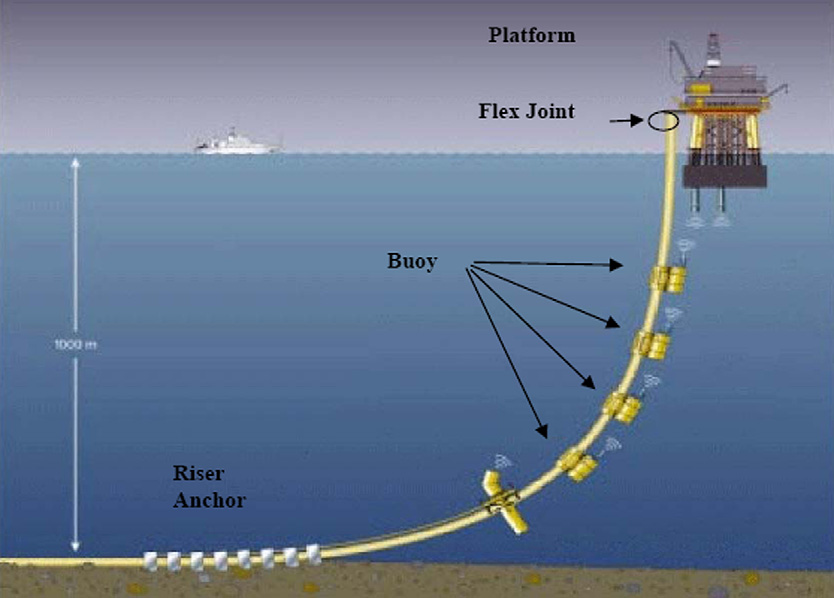 Platform
Flex Joint
Buoy
1000 m
Riser
Anchor